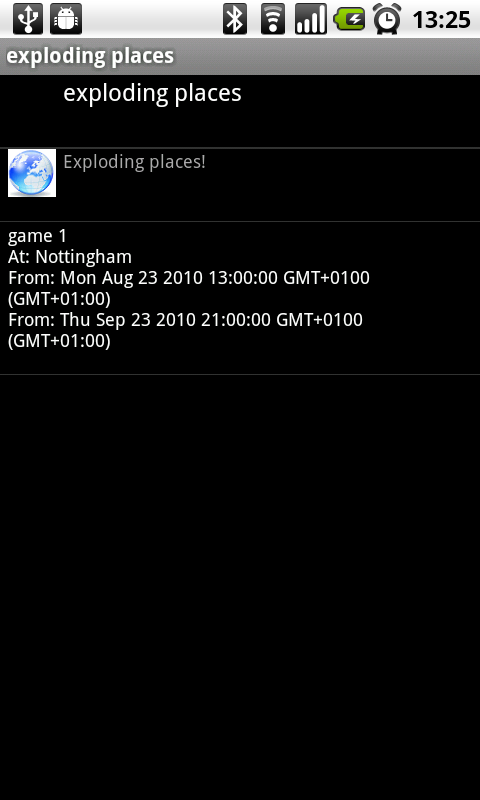 13:25
exploding places
exploding places
Exploding places!
game 1
At: Nottingham
From: Mon Aug 23 2010 13:00:00 GMT+0100
(GMT+01:00)
From: Thu Sep 23 2010 21:00:00 GMT+0100
(GMT+01:00)